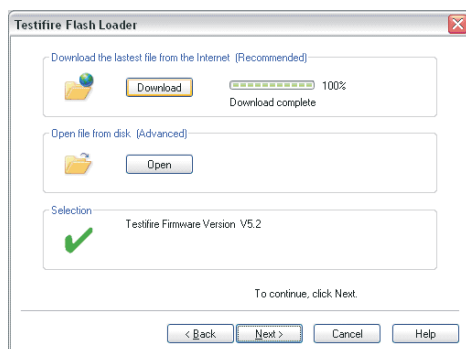 Testifire Flash Loader
Download the lastest file from the Internet (Recommended)
Download
100%
Download complete
Open file from disk (Advanced)
Open
Selection
Testifire Firmware Version V5.2
To continue, click Next.
< Back
Next >
Cancel
Help